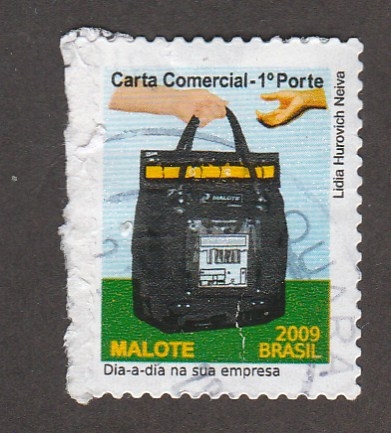 Carta Comercial - 1º Porte
Lidia Hurovich Neiva
MALOTE
2009
MALOTE BRASIL
Dia-a-dia na sua empresa